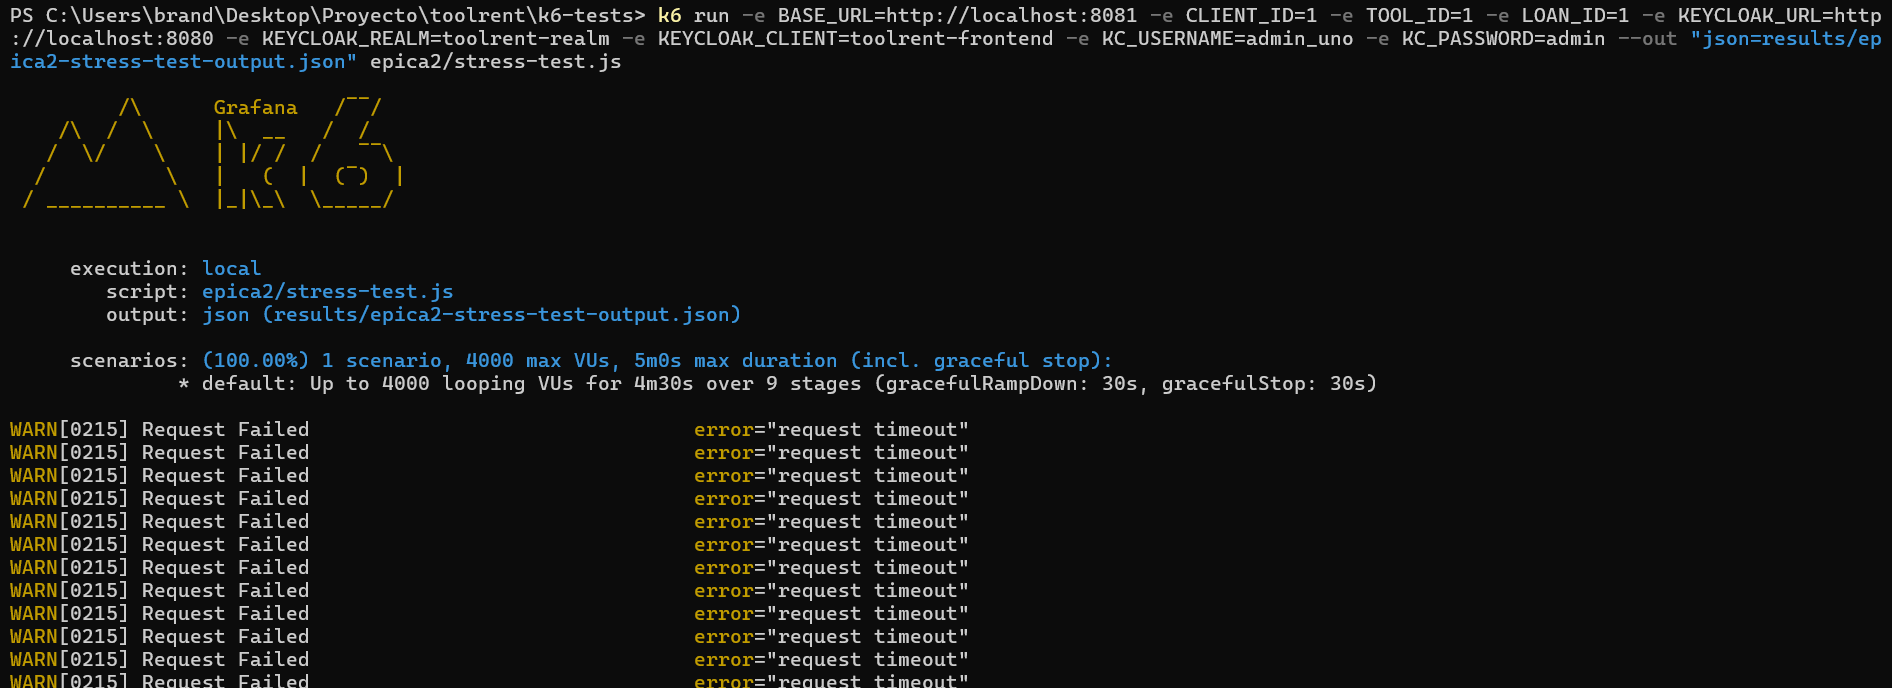 PS C:\Users\brand\Desktop\Proyecto\toolrent\k6-tests> k6 run -e BASE_URL=http://localhost:8081 -e CLIENT_ID=1 -e TOOL_ID=1 -e LOAN_ID=1 -e KEYCLOAK_URL=http
://localhost:8080 -e KEYCLOAK_REALM=toolrent-realm -e KEYCLOAK_CLIENT=toolrent-frontend -e KC_USERNAME=admin_uno -e KC_PASSWORD=admin --out "json=results/ep
ica2-stress-test-output.json" epica2/stress-test.js
Grafana
k6
execution: local
script: epica2/stress-test.js
output: json (results/epica2-stress-test-output.json)
scenarios: (100.00%) 1 scenario, 4000 max VUs, 5m0s max duration (incl. graceful stop):
* default: Up to 4000 looping VUs for 4m30s over 9 stages (gracefulRampDown: 30s, gracefulStop: 30s)
WARN[0215] Request Failed error="request timeout"
WARN[0215] Request Failed error="request timeout"
WARN[0215] Request Failed error="request timeout"
WARN[0215] Request Failed error="request timeout"
WARN[0215] Request Failed error="request timeout"
WARN[0215] Request Failed error="request timeout"
WARN[0215] Request Failed error="request timeout"
WARN[0215] Request Failed error="request timeout"
WARN[0215] Request Failed error="request timeout"
WARN[0215] Request Failed error="request timeout"
WARN[0215] Request Failed error="request timeout"
WARN[0215] Request Failed error="request timeout"